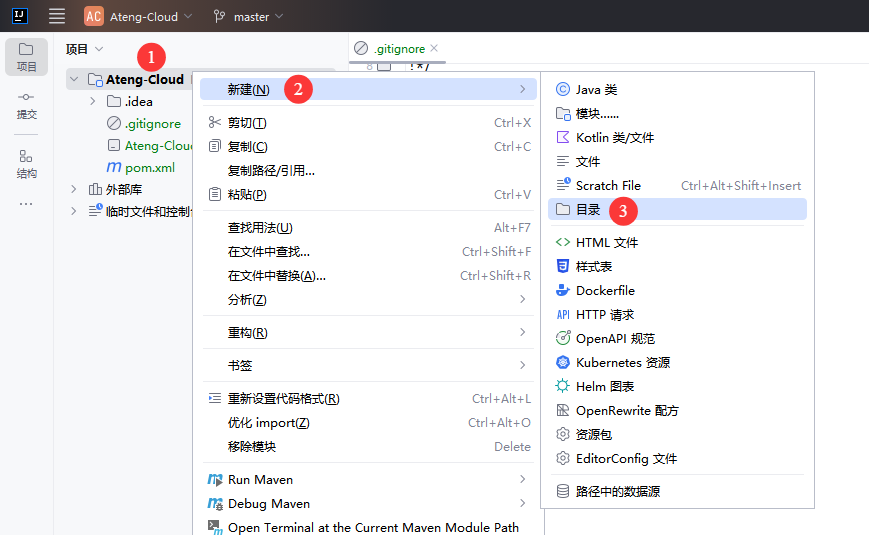 IJ
AC Ateng-Cloud master
项目
提交
结构
项目
1
Ateng-Cloud
.idea
.gitignore
Ateng-Clou
m pom.xml
外部库
临时文件和控制
.gitignore
8 !*/
新建(N) 2
剪切(T) Ctrl+X
复制(C) Ctrl+C
复制路径/引用...
粘贴(P) Ctrl+V
查找用法(U) Alt+F7
在文件中查找... Ctrl+Shift+F
在文件中替换(A)... Ctrl+Shift+R
分析(Z)
重构(R)
书签
重新设置代码格式(R) Ctrl+Alt+L
优化 import(Z) Ctrl+Alt+O
移除模块 Delete
Run Maven
Debug Maven
Open Terminal at the Current Maven Module Path
Java 类
模块......
Kotlin 类/文件
文件
Scratch File Ctrl+Alt+Shift+Insert
目录 3
HTML 文件
样式表
Dockerfile
API HTTP 请求
OpenAPI 规范
Kubernetes 资源
Helm 图表
OpenRewrite 配方
资源包
EditorConfig 文件
路径中的数据源